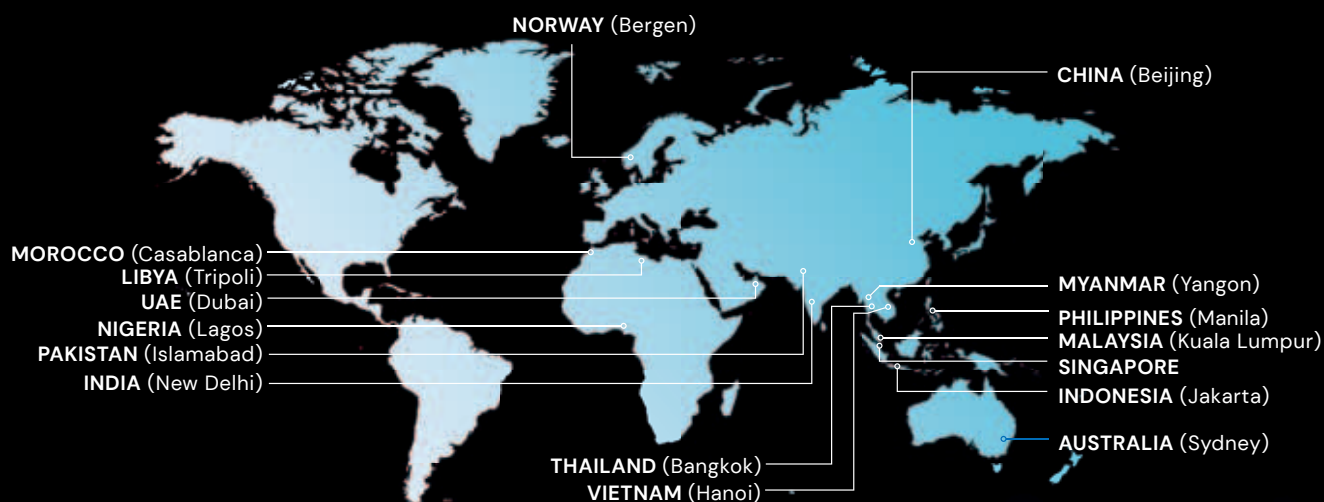 NORWAY (Bergen)
CHINA (Beijing)
MOROCCO (Casablanca)
LIBYA (Tripoli)
UAE (Dubai)
NIGERIA (Lagos)
PAKISTAN (Islamabad)
INDIA (New Delhi)
MYANMAR (Yangon)
PHILIPPINES (Manila)
MALAYSIA (Kuala Lumpur)
SINGAPORE
INDONESIA (Jakarta)
AUSTRALIA (Sydney)
THAILAND (Bangkok)
VIETNAM (Hanoi)